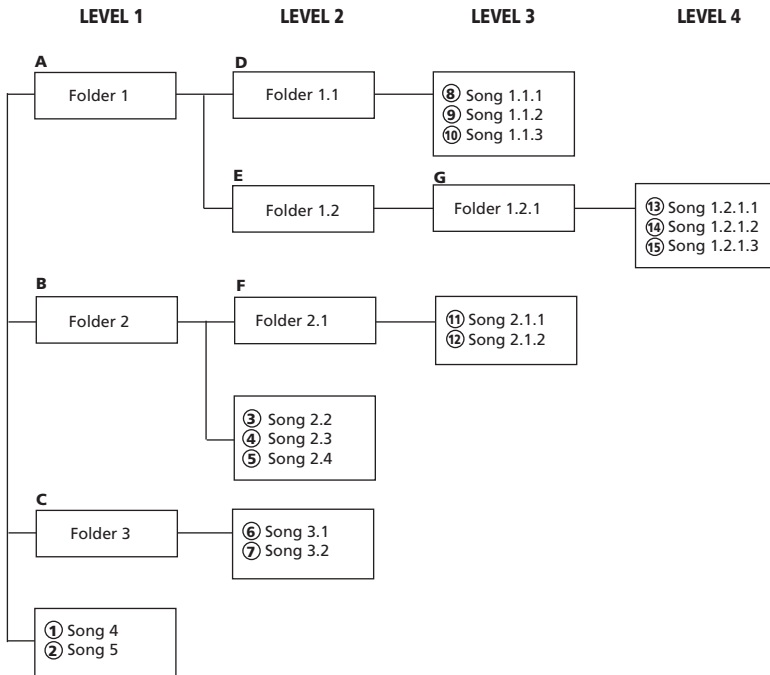 LEVEL 1 LEVEL 2 LEVEL 3 LEVEL 4
A
Folder 1
D
Folder 1.1
⑧ Song 1.1.1
⑨ Song 1.1.2
⑩ Song 1.1.3
E
Folder 1.2
G
Folder 1.2.1
⑬ Song 1.2.1.1
⑭ Song 1.2.1.2
⑮ Song 1.2.1.3
B
Folder 2
F
Folder 2.1
⑪ Song 2.1.1
⑫ Song 2.1.2
③ Song 2.2
④ Song 2.3
⑤ Song 2.4
C
Folder 3
⑥ Song 3.1
⑦ Song 3.2
① Song 4
② Song 5